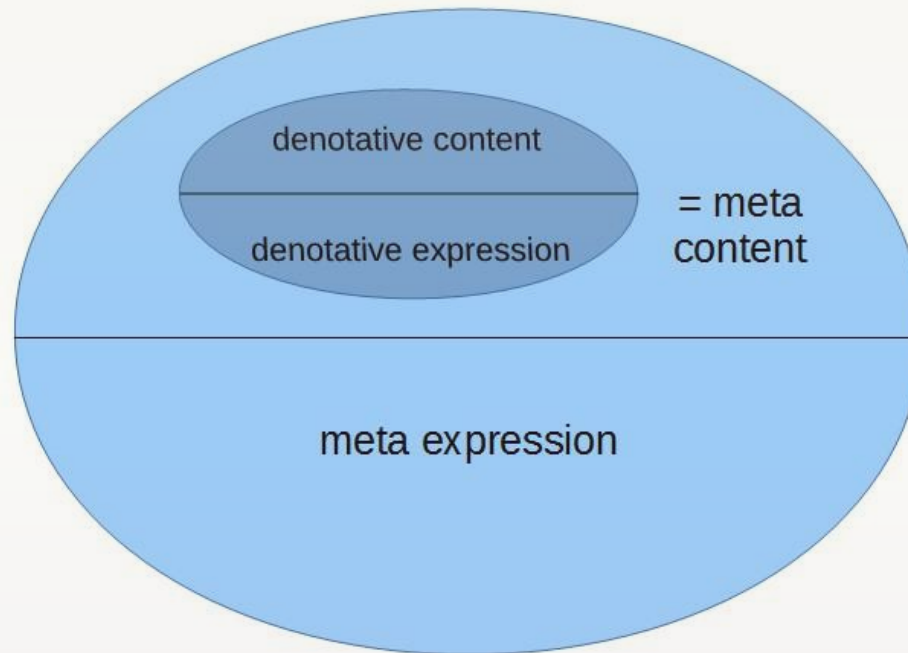 denotative content
denotative expression
= meta
content
meta expression